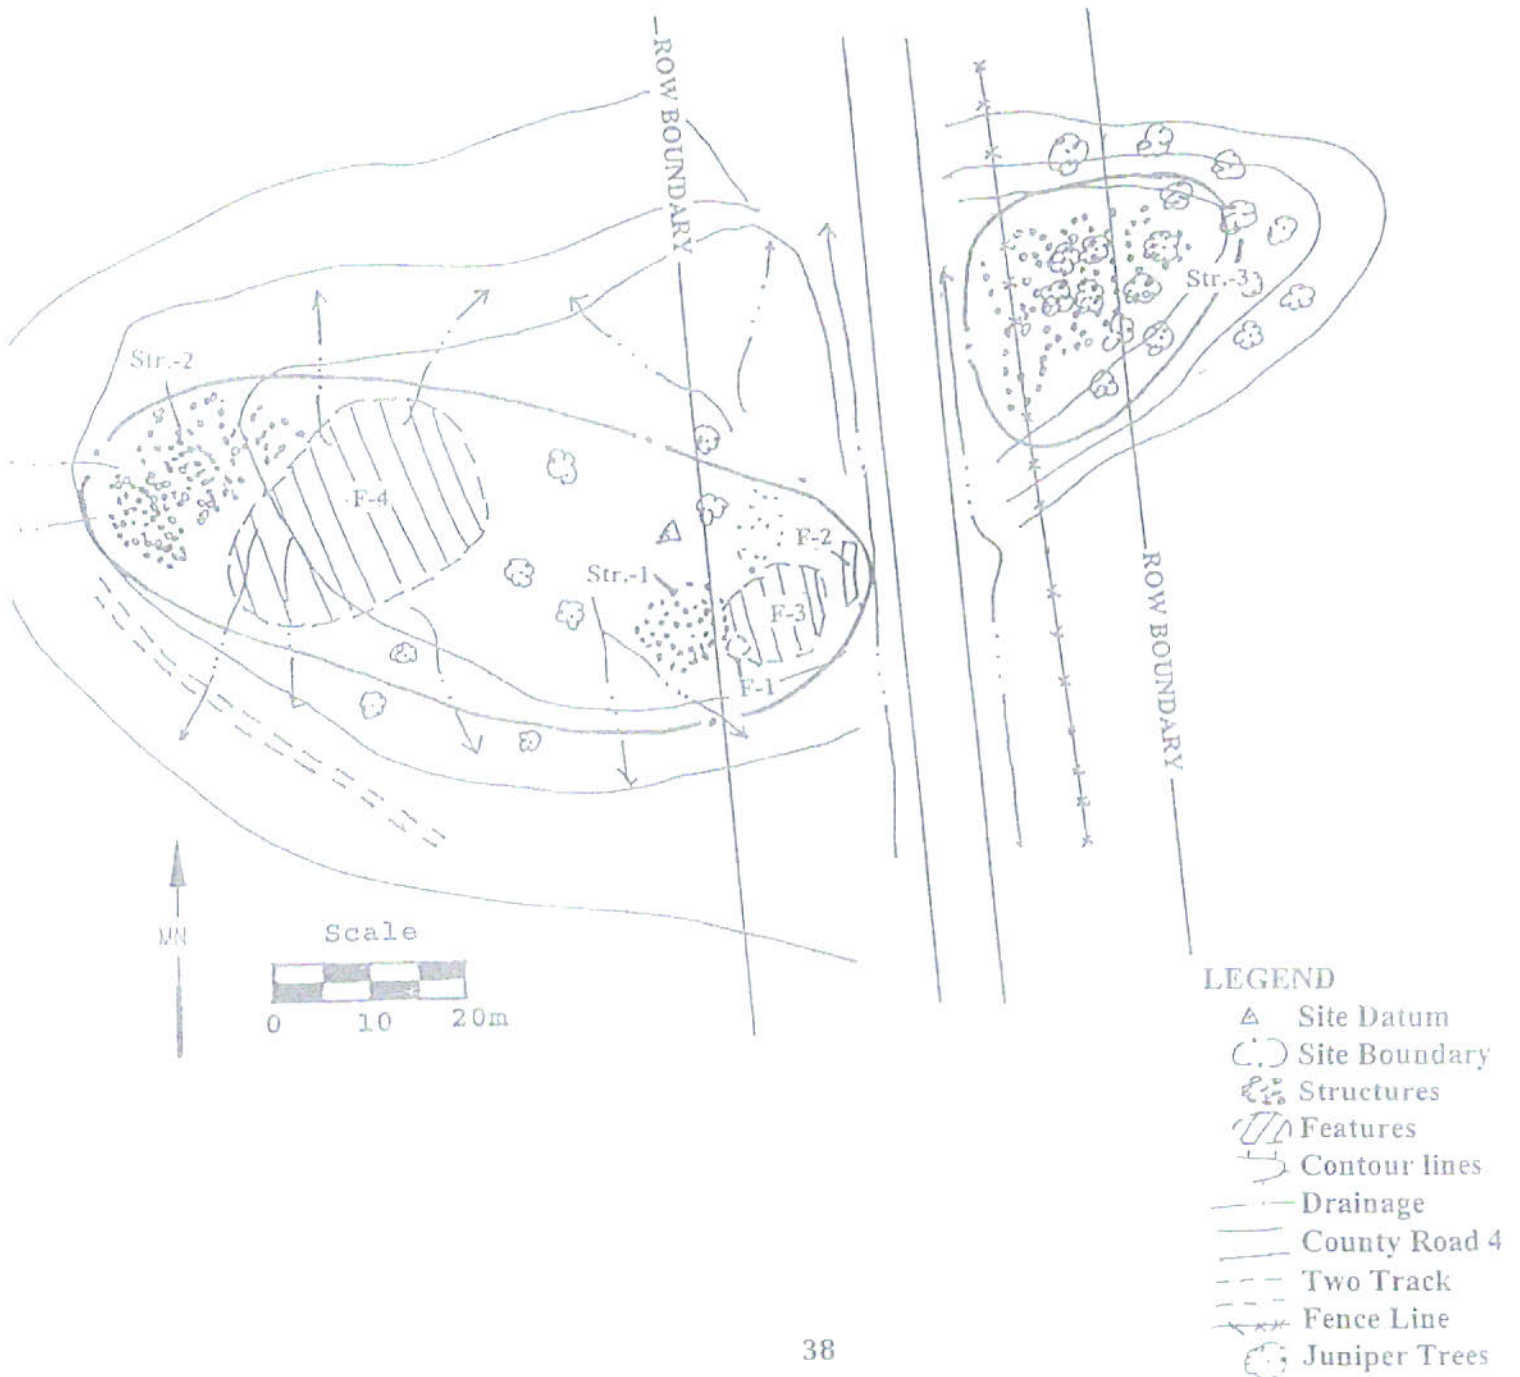 ROW BOUNDARY
Str.-3
Str.-2
F-4
F-2
Str.-1
F-3
F-1
ROW BOUNDARY
MN
Scale
0 10 20m
LEGEND
Site Datum
Site Boundary
Structures
Features
Contour lines
Drainage
County Road 4
Two Track
Fence Line
Juniper Trees
38